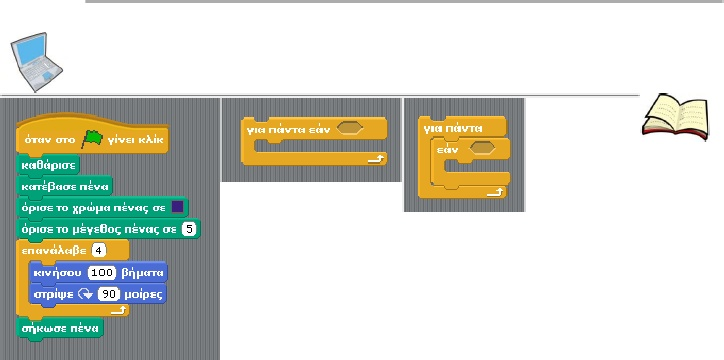 όταν στο γίνει κλίκ
καθάρισε
κατέβασε πένα
όρισε το χρώμα πένας σε
όρισε το μέγεθος πένας σε 5
επανάλαβε 4
κινήσου 100 βήματα
στρίψε 90 μοίρες
σήκωσε πένα
για πάντα εάν
για πάντα
εάν